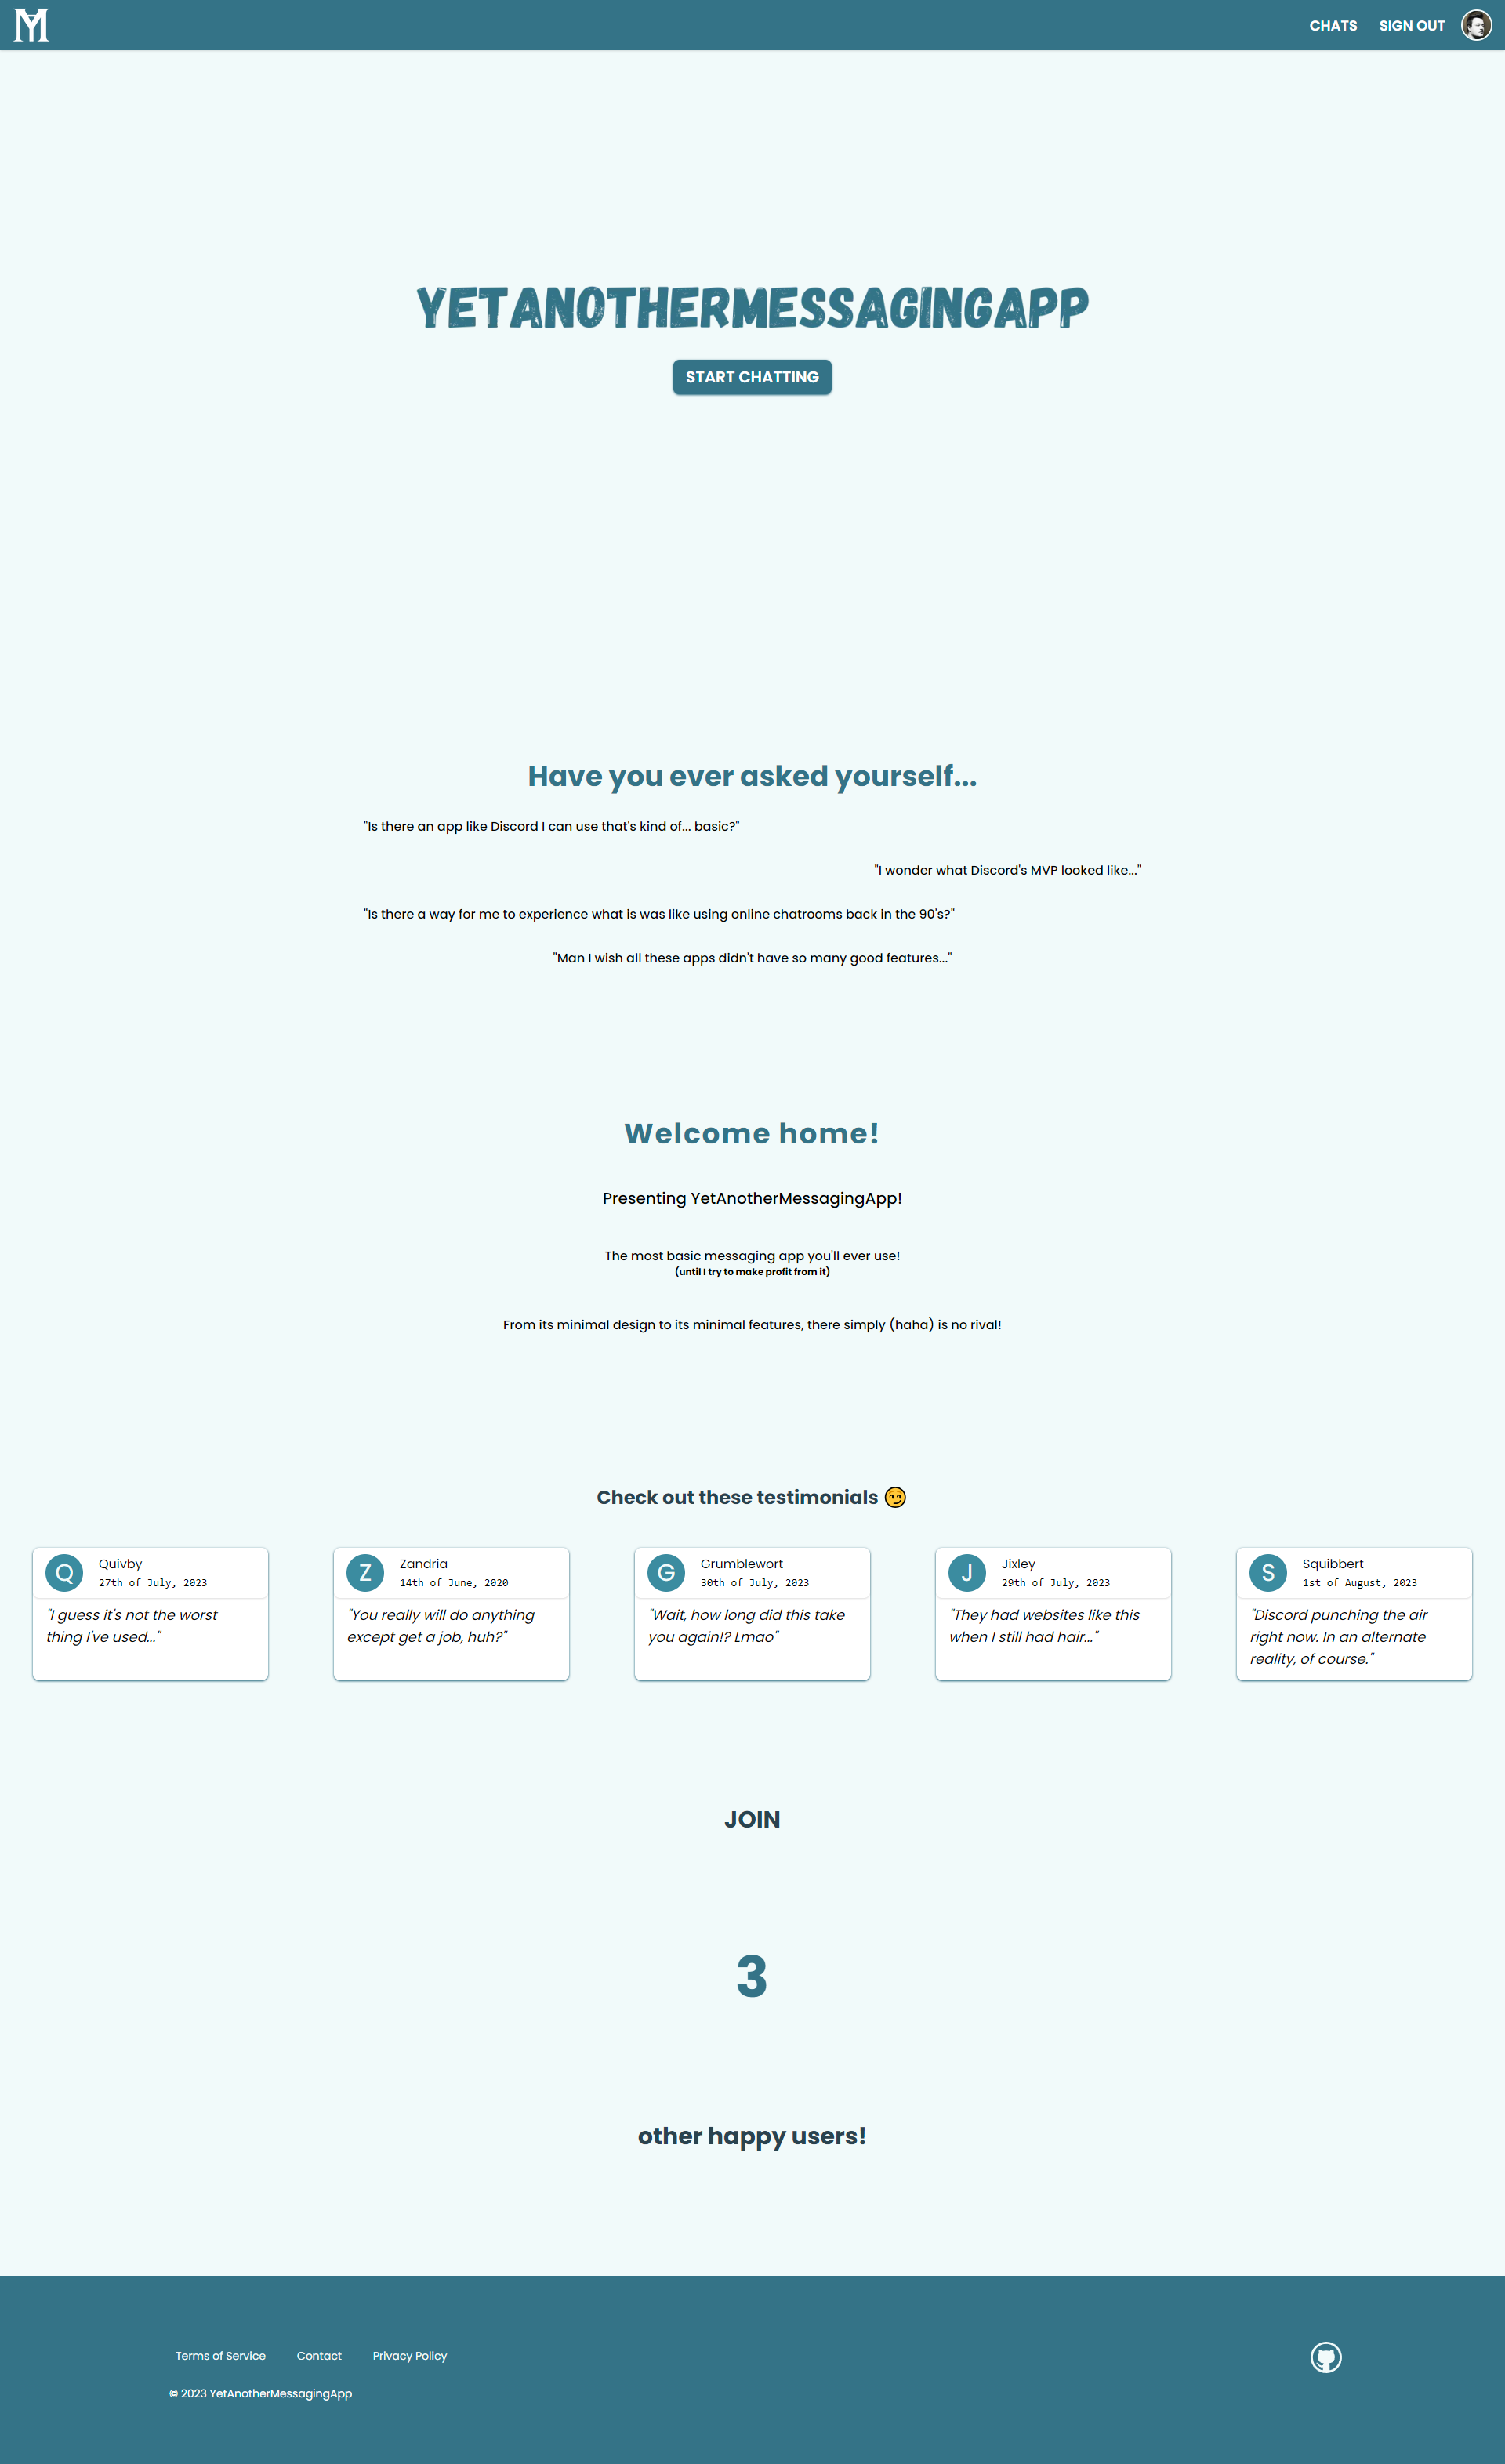 YM
CHATS SIGN OUT
YETANOTHERMESSAGINGAPP
START CHATTING
Have you ever asked yourself...
"Is there an app like Discord I can use that's kind of... basic?"
"I wonder what Discord's MVP looked like..."
"Is there a way for me to experience what is was like using online chatrooms back in the 90's?"
"Man I wish all these apps didn't have so many good features..."
Welcome home!
Presenting YetAnotherMessagingApp!
The most basic messaging app you'll ever use!
(until I try to make profit from it)
From its minimal design to its minimal features, there simply (haha) is no rival!
Check out these testimonials 😏
Q
Quivby
27th of July, 2023
"I guess it's not the worst
thing I've used..."
Z
Zandria
14th of June, 2020
"You really will do anything
except get a job, huh?"
G
Grumblewort
30th of July, 2023
"Wait, how long did this take
you again!? Lmao"
J
Jixley
29th of July, 2023
"They had websites like this
when I still had hair..."
S
Squibbert
1st of August, 2023
"Discord punching the air
right now. In an alternate
reality, of course."
JOIN
3
other happy users!
Terms of Service Contact Privacy Policy
© 2023 YetAnotherMessagingApp